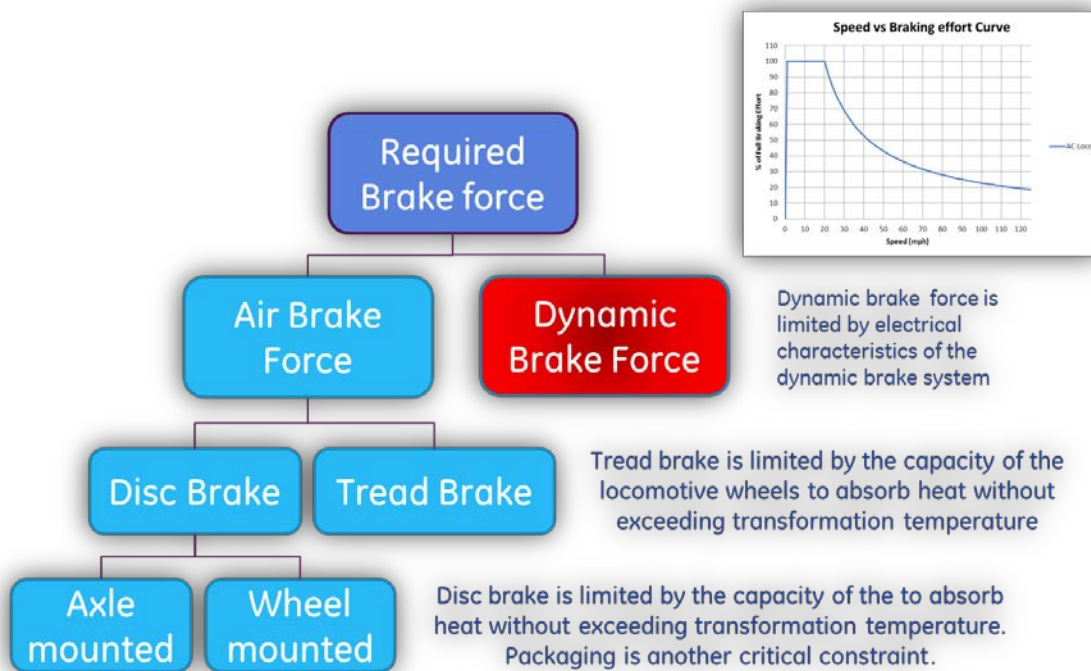 Speed vs Braking effort Curve
110
100
90
80
70
60
50
40
30
20
10
0
% of Full Braking Effort
0 10 20 30 40 50 60 70 80 90 100 110 120
Speed (mph)
AC Loco
Required
Brake force
Air Brake
Force
Dynamic
Brake Force
Dynamic brake force is
limited by electrical
characteristics of the
dynamic brake system
Disc Brake
Tread Brake
Tread brake is limited by the capacity of the
locomotive wheels to absorb heat without
exceeding transformation temperature
Axle
mounted
Wheel
mounted
Disc brake is limited by the capacity of the to absorb
heat without exceeding transformation temperature.
Packaging is another critical constraint.